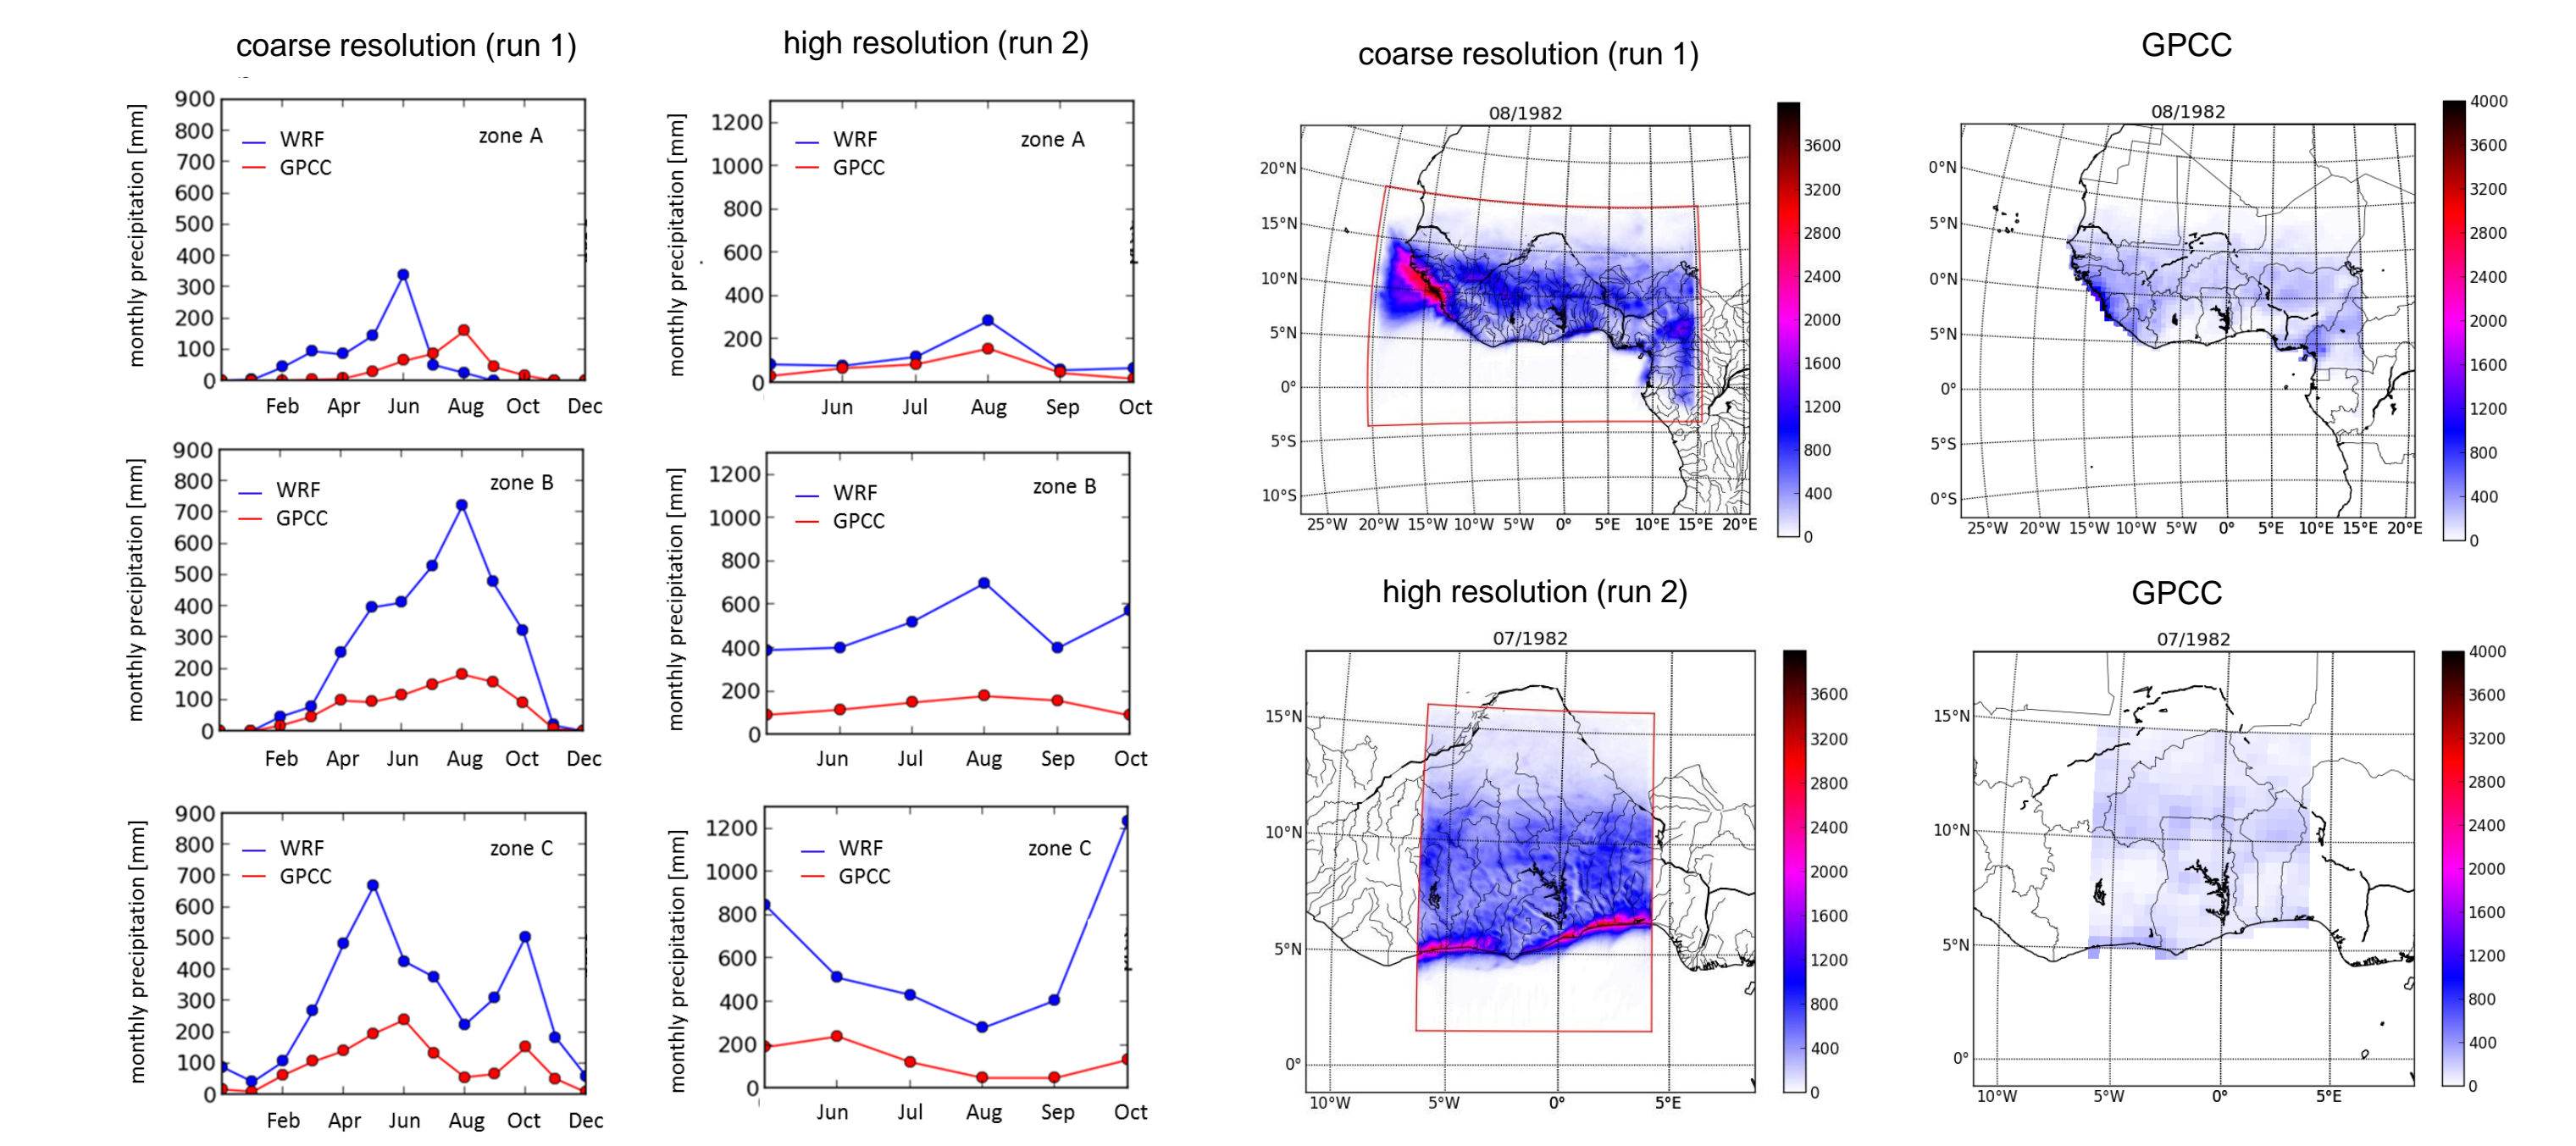 coarse resolution (run 1)
high resolution (run 2)
coarse resolution (run 1)
GPCC
monthly precipitation [mm]
900
800
700
600
500
400
300
200
100
0
WRF
GPCC
zone A
Feb Apr Jun Aug Oct Dec
monthly precipitation [mm]
1200
1000
800
600
400
200
0
WRF
GPCC
zone A
Jun Jul Aug Sep Oct
08/1982
20°N
15°N
10°N
5°N
0°
5°S
10°S
25°W 20°W 15°W 10°W 5°W 0° 5°E 10°E 15°E 20°E
3600
3200
2800
2400
2000
1600
1200
800
400
0
08/1982
0°N
5°N
0°N
5°N
0°
5°S
0°S
25°W 20°W 15°W 10°W 5°W 0° 5°E 10°E 15°E 20°E
4000
3600
3200
2800
2400
2000
1600
1200
800
400
0
monthly precipitation [mm]
900
800
700
600
500
400
300
200
100
0
WRF
GPCC
zone B
Feb Apr Jun Aug Oct Dec
monthly precipitation [mm]
1200
1000
800
600
400
200
0
WRF
GPCC
zone B
Jun Jul Aug Sep Oct
high resolution (run 2)
GPCC
monthly precipitation [mm]
900
800
700
600
500
400
300
200
100
0
WRF
GPCC
zone C
Feb Apr Jun Aug Oct Dec
monthly precipitation [mm]
1200
1000
800
600
400
200
0
WRF
GPCC
zone C
Jun Jul Aug Sep Oct
07/1982
15°N
10°N
5°N
0°
10°W 5°W 0° 5°E
3600
3200
2800
2400
2000
1600
1200
800
400
0
07/1982
15°N
10°N
5°N
0°
10°W 5°W 0° 5°E
4000
3600
3200
2800
2400
2000
1600
1200
800
400
0